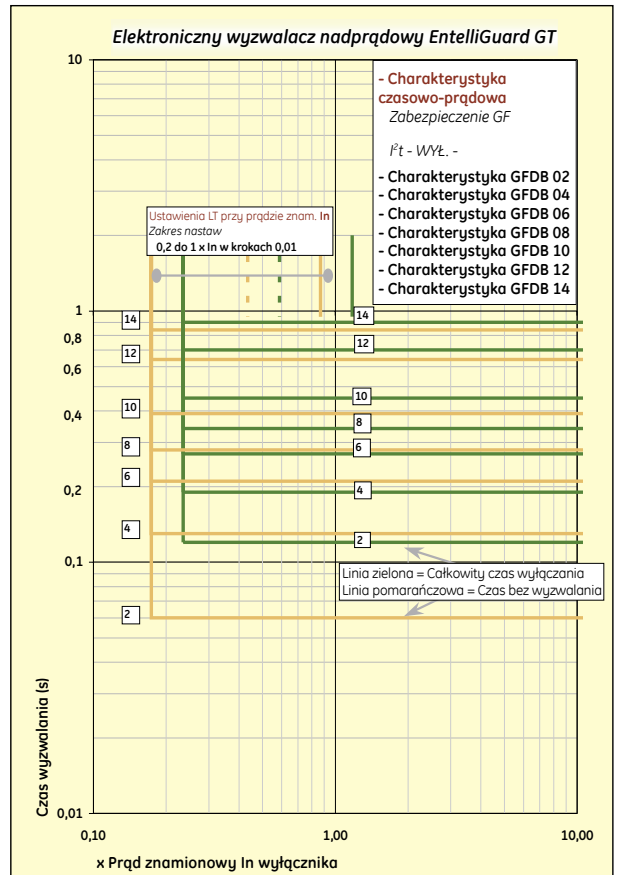 Elektroniczny wyzwalacz nadprądowy EntelliGuard GT
- Charakterystyka
czasowo-prądowa
Zabezpieczenie GF
I²t - WYŁ. -
- Charakterystyka GFDB 02
- Charakterystyka GFDB 04
- Charakterystyka GFDB 06
- Charakterystyka GFDB 08
- Charakterystyka GFDB 10
- Charakterystyka GFDB 12
- Charakterystyka GFDB 14
Ustawienia LT przy prądzie znam. In
Zakres nastaw
0,2 do 1 x In w krokach 0,01
10
1
0,8
0,6
0,4
0,2
0,1
0,01
14
12
10
8
6
4
2
14
12
10
8
6
4
2
Linia zielona = Całkowity czas wyłączania
Linia pomarańczowa = Czas bez wyzwalania
Czas wyzwalania (s)
0,10
1,00
10,00
x Prąd znamionowy In wyłącznika